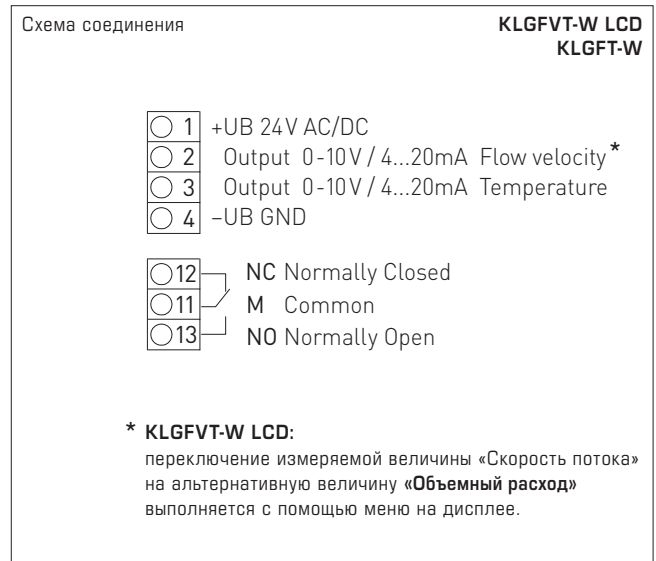 Схема соединения
KLGFVT-W LCD
KLGFT-W
1 +UB 24V AC/DC
2 Output 0-10V / 4...20mA Flow velocity*
3 Output 0-10V / 4...20mA Temperature
4 –UB GND
12 NC Normally Closed
11 M Common
13 NO Normally Open
* KLGFVT-W LCD:
переключение измеряемой величины «Скорость потока»
на альтернативную величину «Объемный расход»
выполняется с помощью меню на дисплее.